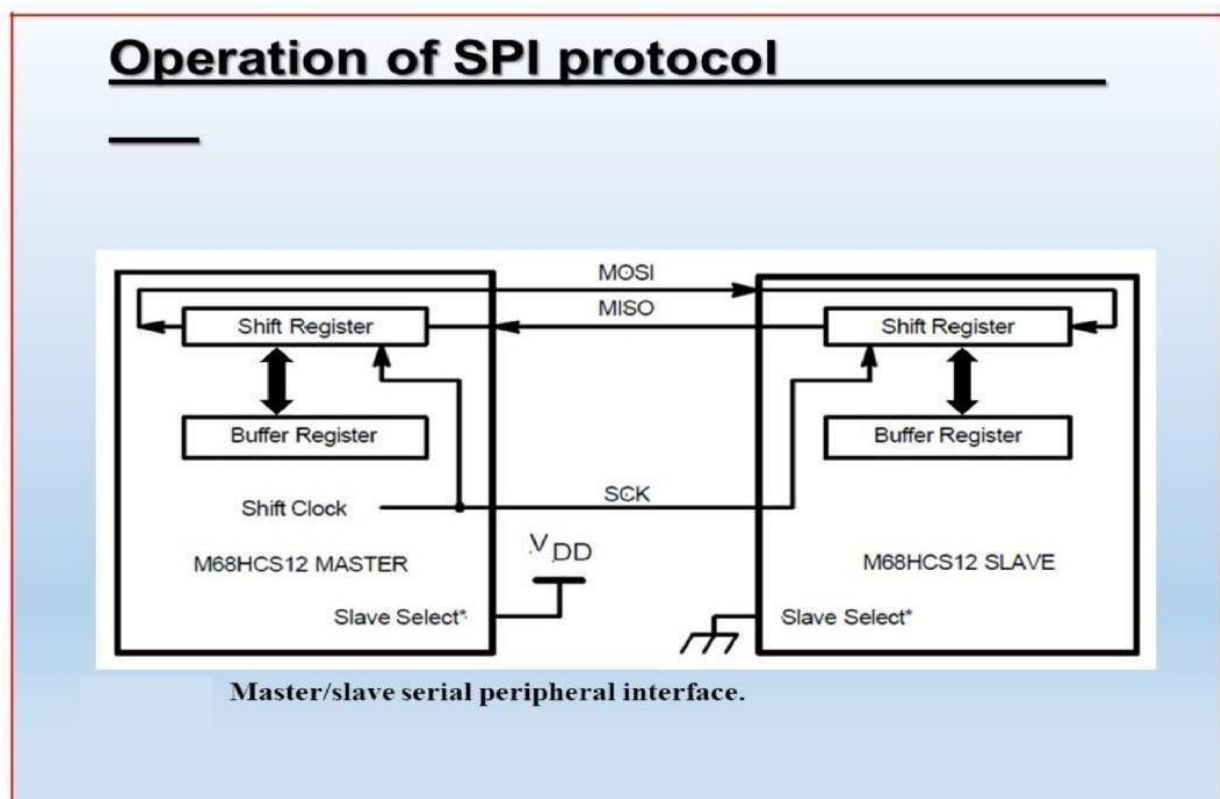 Operation of SPI protocol
MOSI
MISO
Shift Register
Shift Register
Buffer Register
Buffer Register
Shift Clock
SCK
VDD
M68HCS12 MASTER
M68HCS12 SLAVE
Slave Select*
Slave Select*
Master/slave serial peripheral interface.